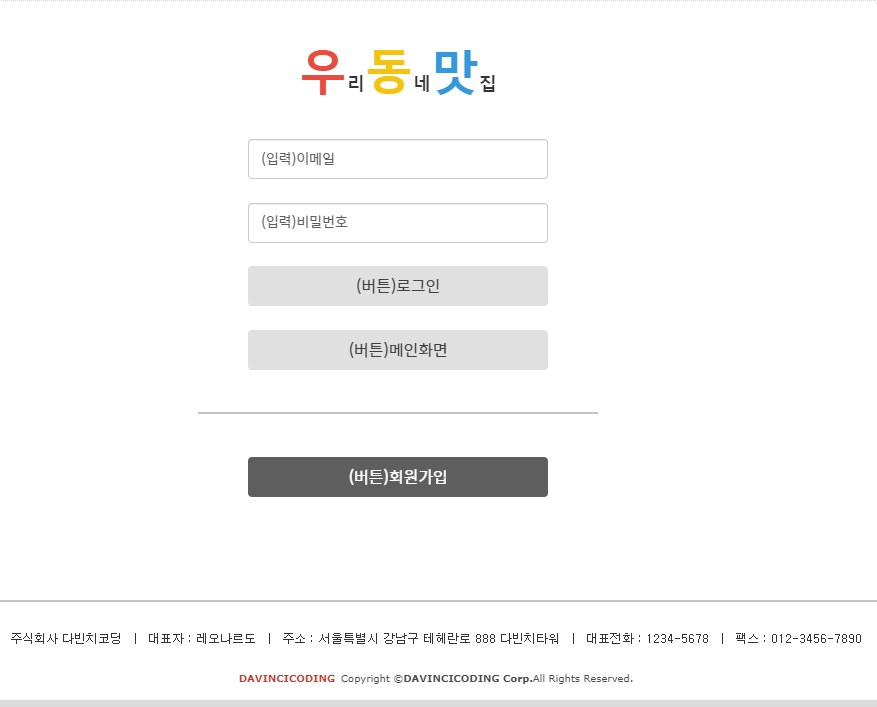 우리동네맛집
(입력)이메일
(입력)비밀번호
(버튼)로그인
(버튼)메인화면
(버튼)회원가입
주식회사 다빈치코딩 | 대표자 : 레오나르도 | 주소 : 서울특별시 강남구 테헤란로 888 다빈치타워 | 대표전화 : 1234-5678 | 팩스 : 012-3456-7890
DAVINCICODING Copyright ©DAVINCICODING Corp.All Rights Reserved.